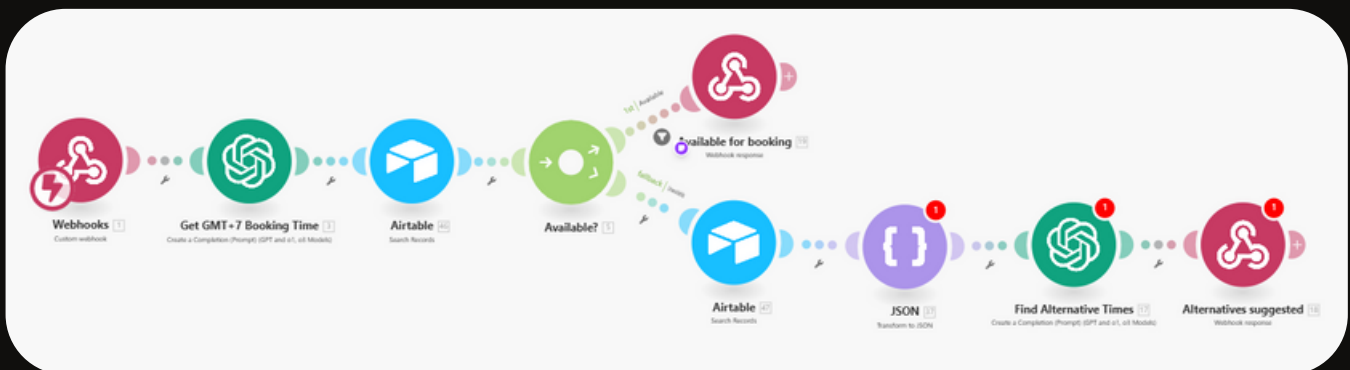 1st | Available
Available for booking
Webhook response
Webhooks 1
Custom webhook
Get GMT+7 Booking Time 3
Create a Completion (Prompt) (GPT and o1, o3 Models)
Airtable 46
Search Records
Available? 5
fallback |
Airtable 47
Search Records
1
JSON 37
Transform to JSON
1
Find Alternative Times 17
Create a Completion (Prompt) (GPT and o1, o3 Models)
1
Alternatives suggested 18
Webhook response